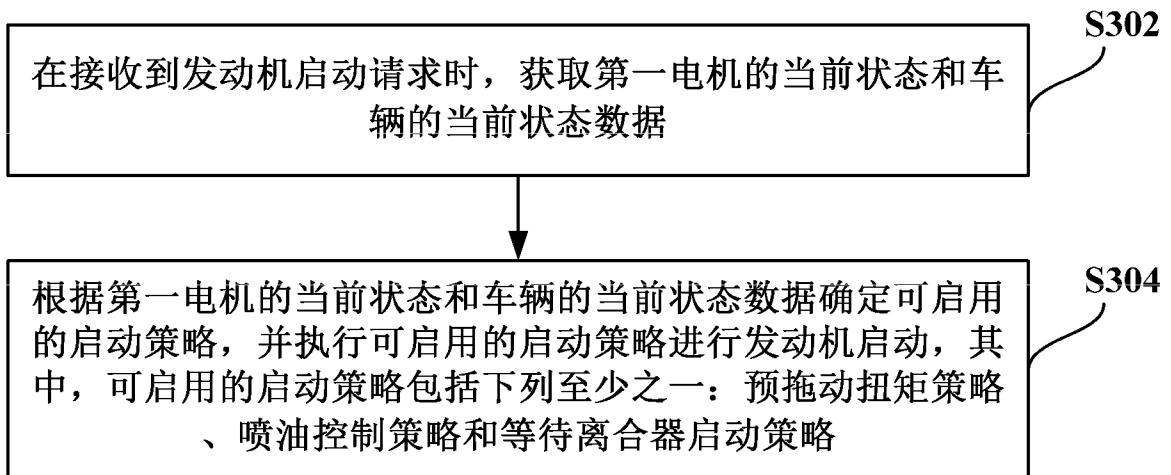 S302
在接收到发动机启动请求时，获取第一电机的当前状态和车
辆的当前状态数据
S304
根据第一电机的当前状态和车辆的当前状态数据确定可启用
的启动策略，并执行可启用的启动策略进行发动机启动，其
中，可启用的启动策略包括下列至少之一：预拖动扭矩策略
、喷油控制策略和等待离合器启动策略